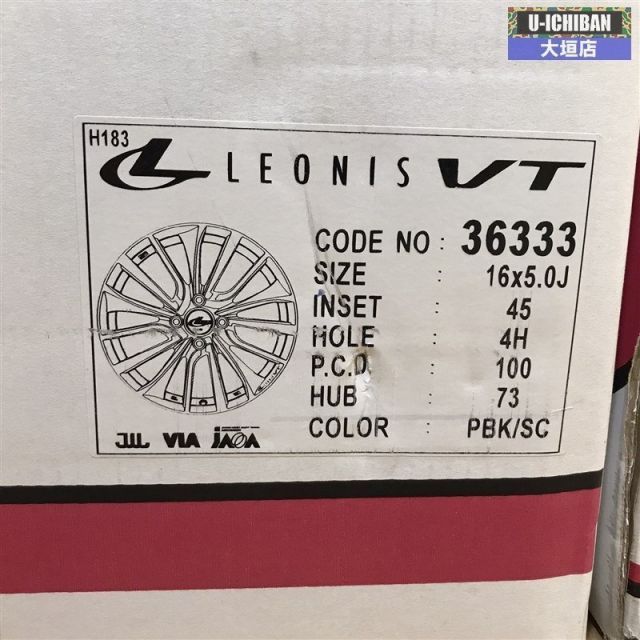 U-ICHIBAN
大垣店
H183
LEONIS VT
CODE NO : 36333
SIZE : 16x5.0J
INSET : 45
HOLE : 4H
P.C.D : 100
HUB : 73
COLOR : PBK/SC
JWL VIA JAWA